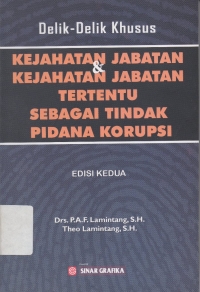 Delik-Delik Khusus
KEJAHATAN JABATAN
&
KEJAHATAN JABATAN
TERTENTU
SEBAGAI TINDAK
PIDANA KORUPSI
EDISI KEDUA
Drs. P.A.F. Lamintang, S.H.
Theo Lamintang, S.H.
SINAR GRAFIKA